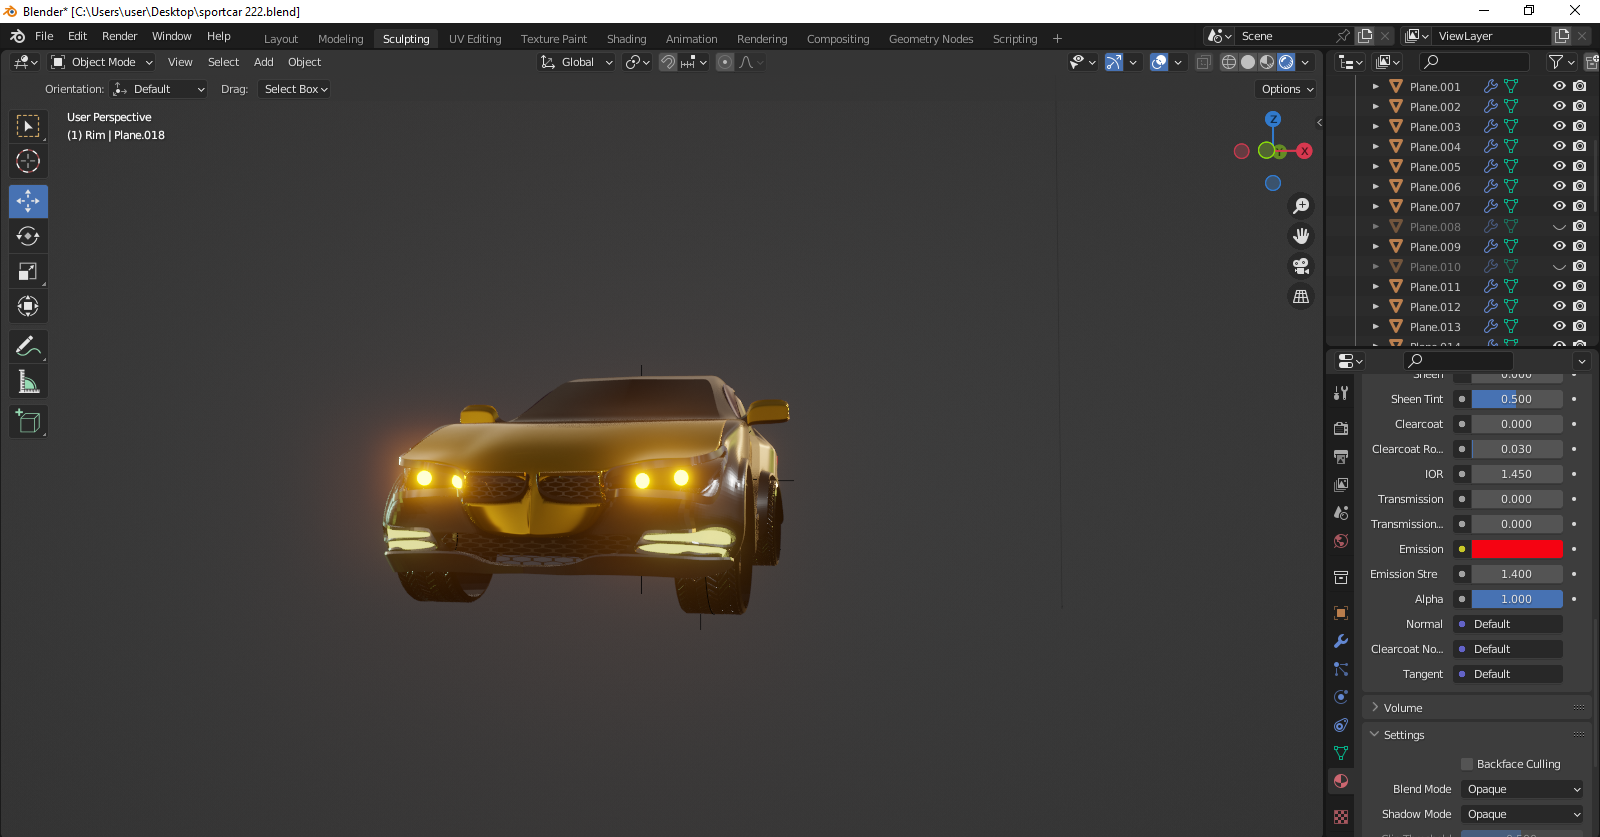 Blender* [C:\Users\user\Desktop\sportcar 222.blend]
File Edit Render Window Help Layout Modeling Sculpting UV Editing Texture Paint Shading Animation Rendering Compositing Geometry Nodes Scripting + Scene ViewLayer
Object Mode View Select Add Object Global
Orientation: Default Drag: Select Box Options
User Perspective
(1) Rim | Plane.018
Z
X
Plane.001
Plane.002
Plane.003
Plane.004
Plane.005
Plane.006
Plane.007
Plane.008
Plane.009
Plane.010
Plane.011
Plane.012
Plane.013
Plane.014
Sheen 0.000
Sheen Tint 0.500
Clearcoat 0.000
Clearcoat Ro... 0.030
IOR 1.450
Transmission 0.000
Transmission... 0.000
Emission
Emission Stre 1.400
Alpha 1.000
Normal Default
Clearcoat No... Default
Tangent Default
Volume
Settings
Backface Culling
Blend Mode Opaque
Shadow Mode Opaque